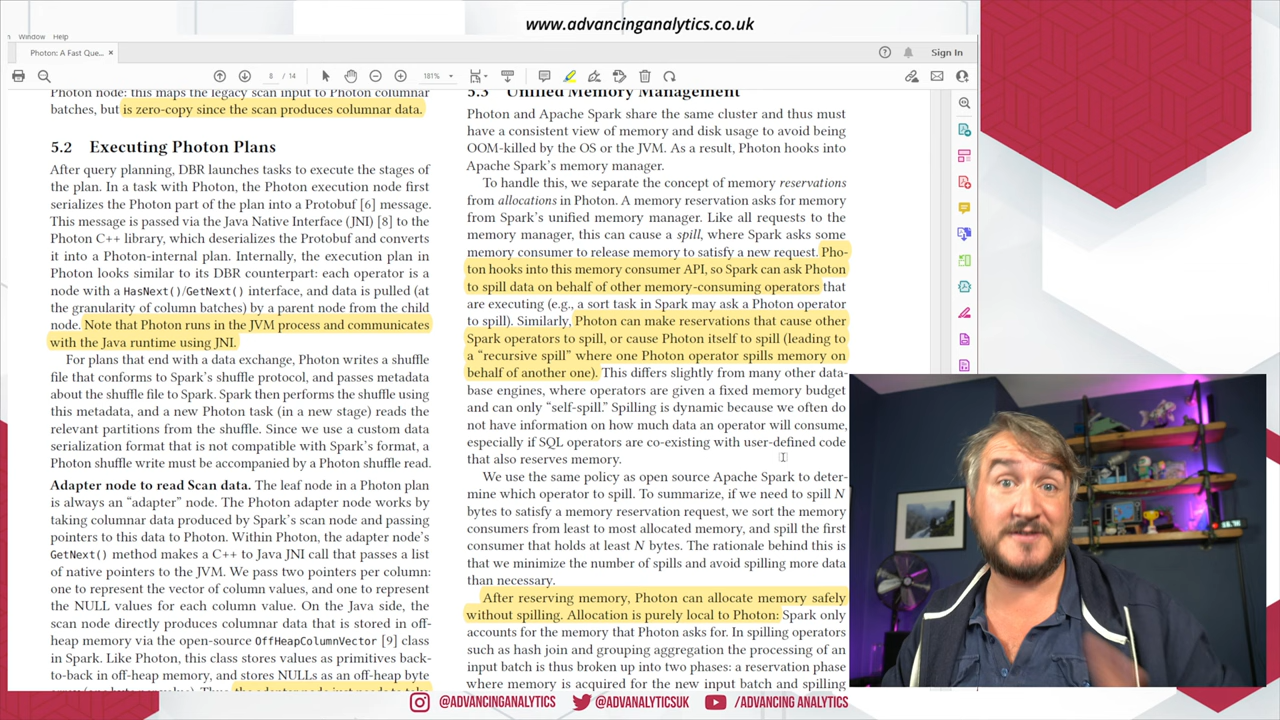 www.advancinganalytics.co.uk
Window Help
Photon: A Fast Que... ×
Sign In
8 / 14
181%
Photon node: this maps the legacy scan input to Photon columnar
batches, but is zero-copy since the scan produces columnar data.
5.2 Executing Photon Plans
After query planning, DBR launches tasks to execute the stages of
the plan. In a task with Photon, the Photon execution node first
serializes the Photon part of the plan into a Protobuf [6] message.
This message is passed via the Java Native Interface (JNI) [8] to the
Photon C++ library, which deserializes the Protobuf and converts
it into a Photon-internal plan. Internally, the execution plan in
Photon looks similar to its DBR counterpart: each operator is a
node with a HasNext()/GetNext() interface, and data is pulled (at
the granularity of column batches) by a parent node from the child
node. Note that Photon runs in the JVM process and communicates
with the Java runtime using JNI.
For plans that end with a data exchange, Photon writes a shuffle
file that conforms to Spark's shuffle protocol, and passes metadata
about the shuffle file to Spark. Spark then performs the shuffle using
this metadata, and a new Photon task (in a new stage) reads the
relevant partitions from the shuffle. Since we use a custom data
serialization format that is not compatible with Spark's format, a
Photon shuffle write must be accompanied by a Photon shuffle read.
Adapter node to read Scan data. The leaf node in a Photon plan
is always an "adapter" node. The Photon adapter node works by
taking columnar data produced by Spark's scan node and passing
pointers to this data to Photon. Within Photon, the adapter node's
GetNext() method makes a C++ to Java JNI call that passes a list
of native pointers to the JVM. We pass two pointers per column:
one to represent the vector of column values, and one to represent
the NULL values for each column value. On the Java side, the
scan node directly produces columnar data that is stored in off-
heap memory via the open-source OffHeapColumnVector [9] class
in Spark. Like Photon, this class stores values as primitives back-
to-back in off-heap memory, and stores NULLs as an off-heap byte
5.3 Unified Memory Management
Photon and Apache Spark share the same cluster and thus must
have a consistent view of memory and disk usage to avoid being
OOM-killed by the OS or the JVM. As a result, Photon hooks into
Apache Spark's memory manager.
To handle this, we separate the concept of memory reservations
from allocations in Photon. A memory reservation asks for memory
from Spark's unified memory manager. Like all requests to the
memory manager, this can cause a spill, where Spark asks some
memory consumer to release memory to satisfy a new request. Pho-
ton hooks into this memory consumer API, so Spark can ask Photon
to spill data on behalf of other memory-consuming operators that
are executing (e.g., a sort task in Spark may ask a Photon operator
to spill). Similarly, Photon can make reservations that cause other
Spark operators to spill, or cause Photon itself to spill (leading to
a "recursive spill" where one Photon operator spills memory on
behalf of another one). This differs slightly from many other data-
base engines, where operators are given a fixed memory budget
and can only "self-spill." Spilling is dynamic because we often do
not have information on how much data an operator will consume,
especially if SQL operators are co-existing with user-defined code
that also reserves memory.
We use the same policy as open source Apache Spark to deter-
mine which operator to spill. To summarize, if we need to spill N
bytes to satisfy a memory reservation request, we sort the memory
consumers from least to most allocated memory, and spill the first
consumer that holds at least N bytes. The rationale behind this is
that we minimize the number of spills and avoid spilling more data
than necessary.
After reserving memory, Photon can allocate memory safely
without spilling. Allocation is purely local to Photon: Spark only
accounts for the memory that Photon asks for. In spilling operators
such as hash join and grouping aggregation the processing of an
input batch is thus broken up into two phases: a reservation phase
where memory is acquired for the new input batch and spilling
@ADVANCINGANALYTICS
@ADVANALYTICSUK
/ADVANCING ANALYTICS